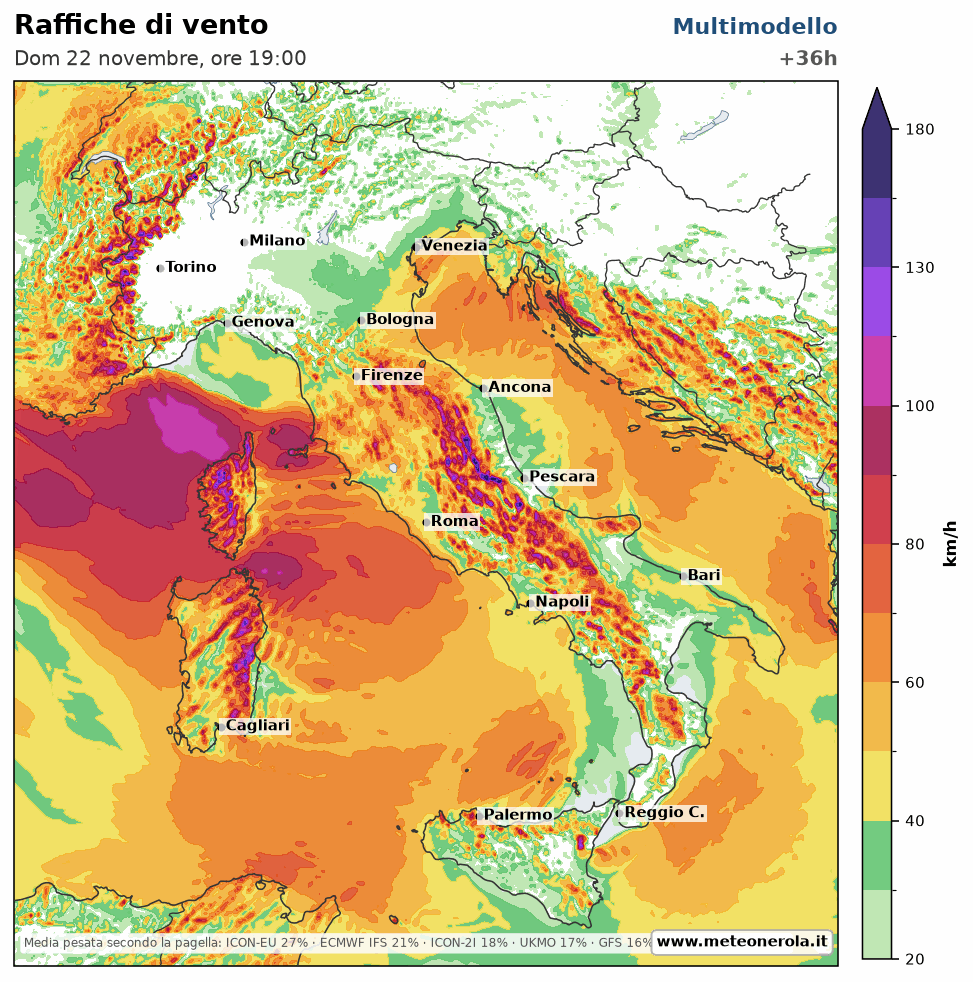 Raffiche di vento
Multimodello
Dom 22 novembre, ore 19:00
+36h
180
Milano
Venezia
Torino
130
Genova
Bologna
Firenze
Ancona
100
Pescara
Roma
km/h
80
Bari
Napoli
60
Cagliari
Palermo
Reggio C.
40
Media pesata secondo la pagella: ICON-EU 27% · ECMWF IFS 21% · ICON-2I 18% · UKMO 17% · GFS 16%
www.meteonerola.it
20